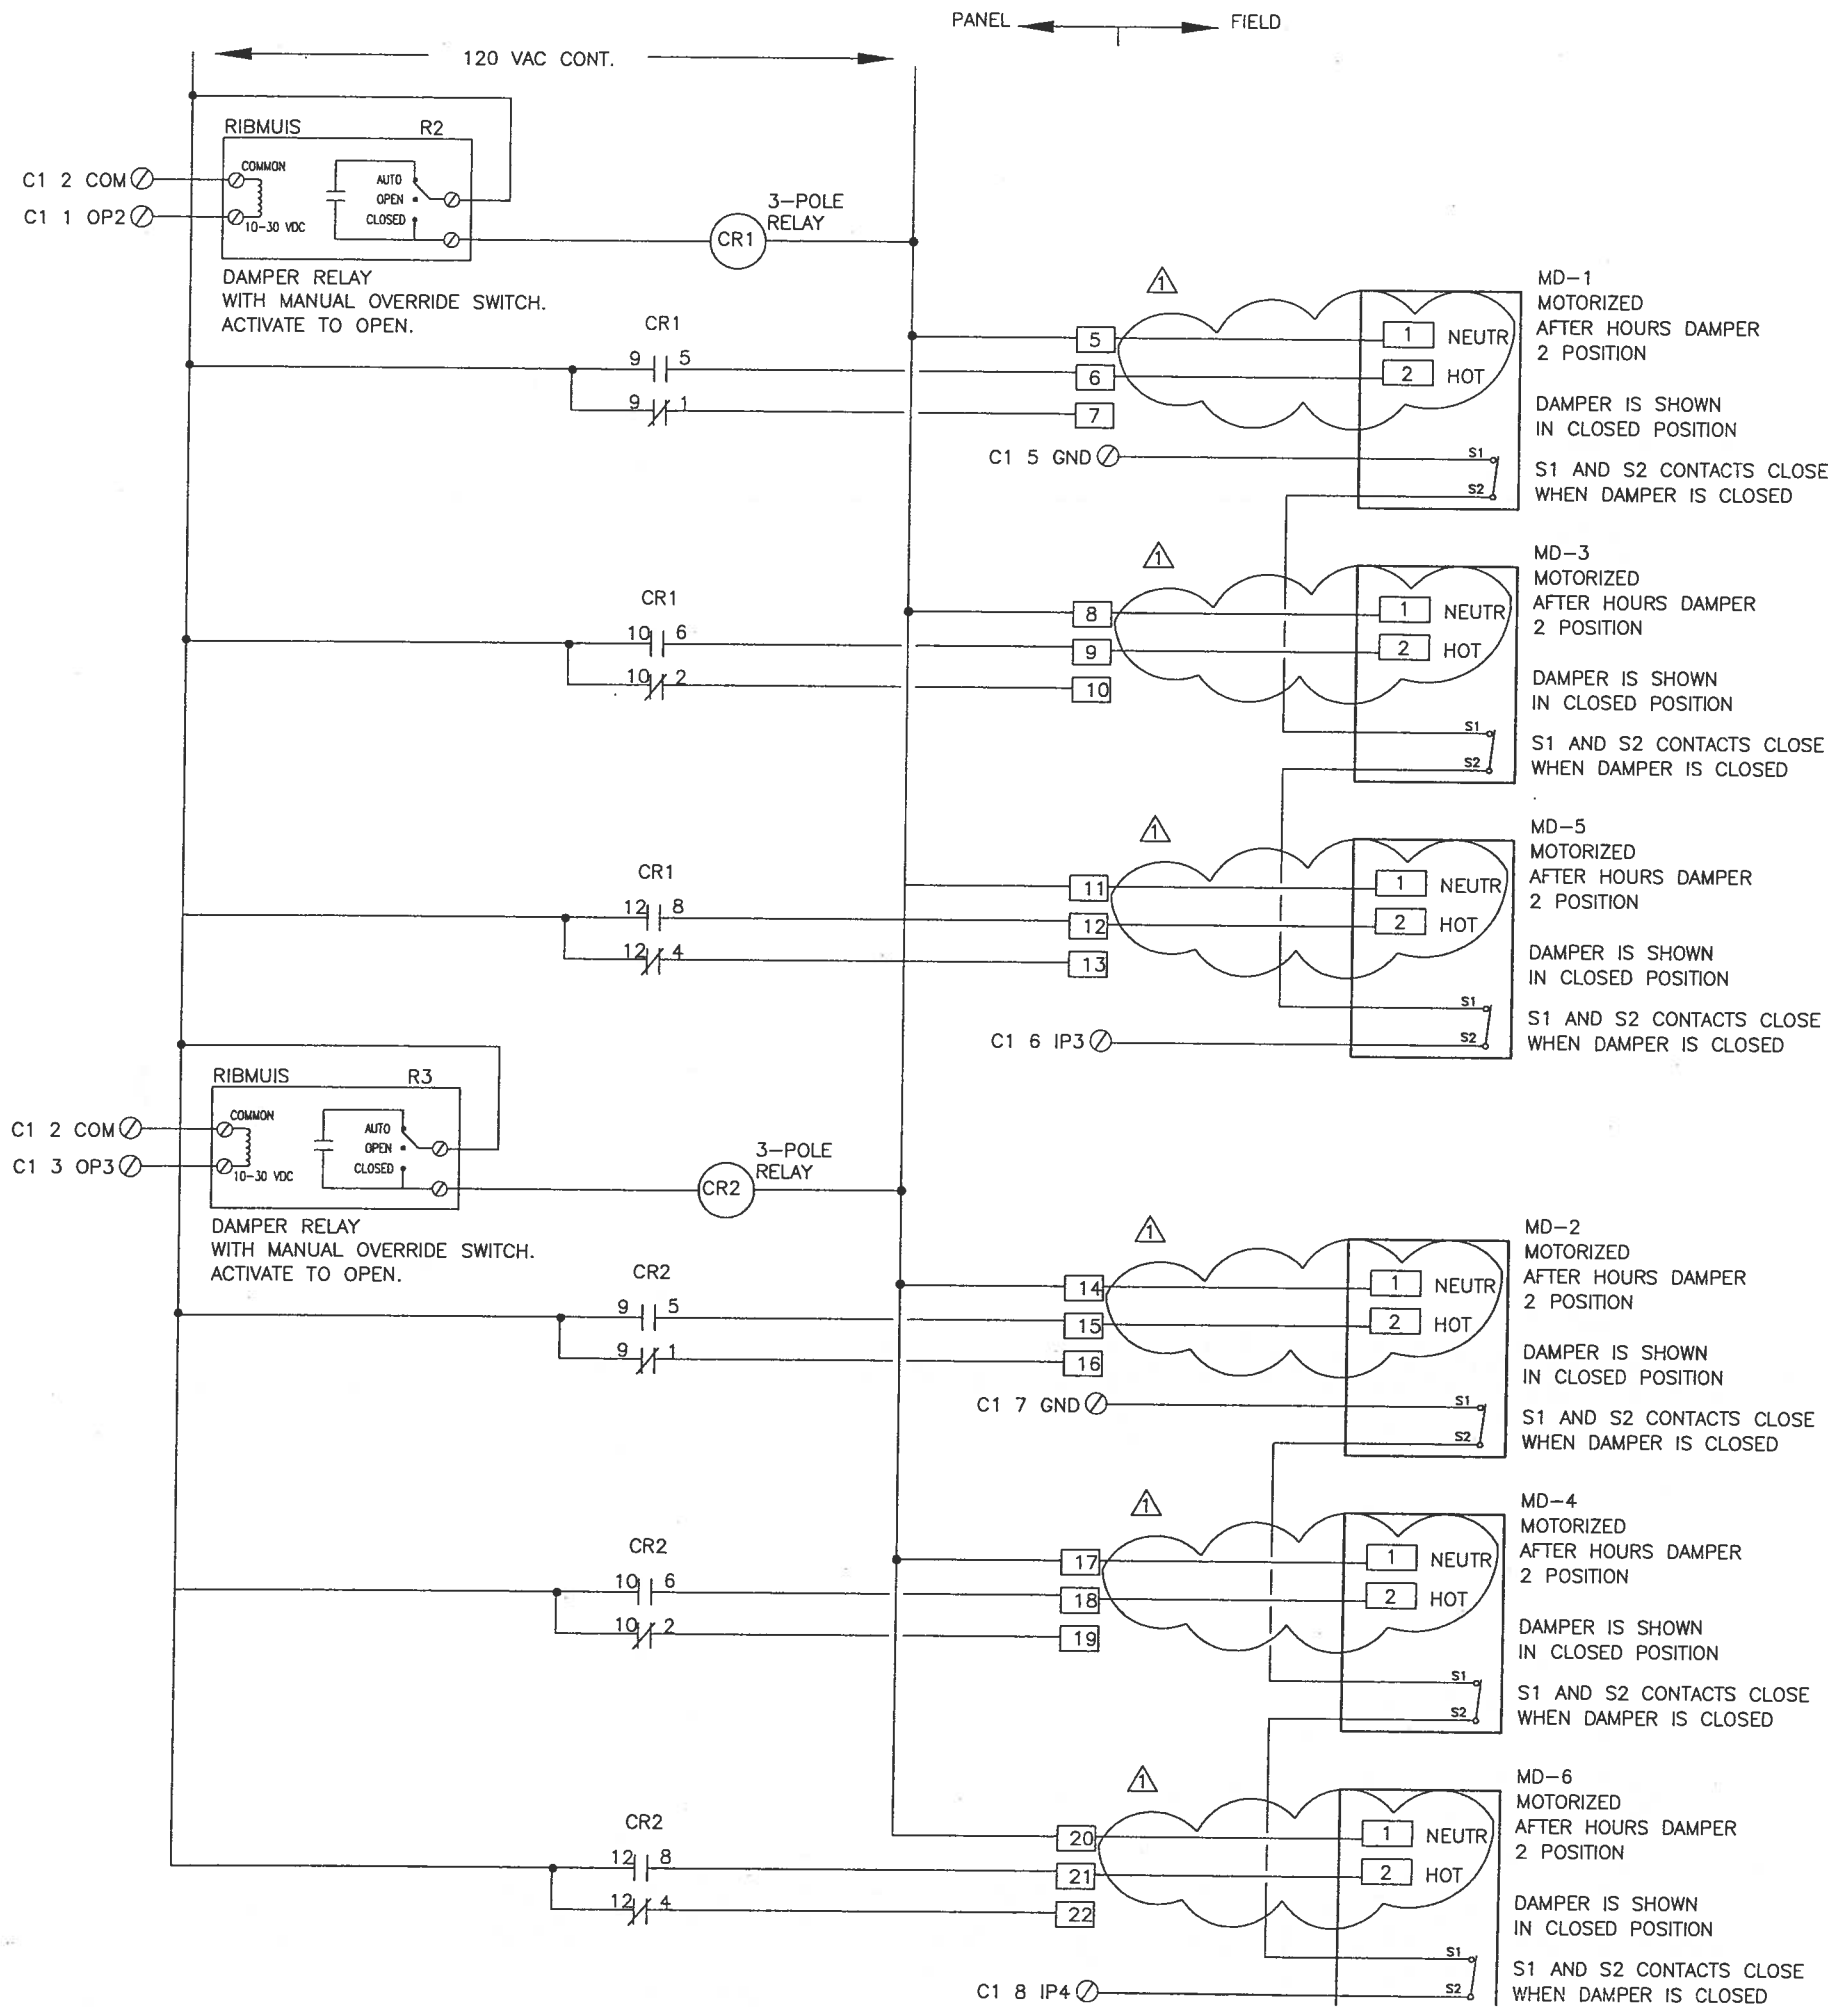 PANEL FIELD
120 VAC CONT.
RIBMUIS R2
COMMON
C1 2 COM
AUTO
OPEN
CLOSED
C1 1 OP2
10-30 VDC
3-POLE
RELAY
CR1
DAMPER RELAY
WITH MANUAL OVERRIDE SWITCH.
ACTIVATE TO OPEN.
1
MD-1
MOTORIZED
AFTER HOURS DAMPER
2 POSITION
CR1
5 1 NEUTR
9 5
6 2 HOT
9 1
7
DAMPER IS SHOWN
IN CLOSED POSITION
C1 5 GND
S1
S2
S1 AND S2 CONTACTS CLOSE
WHEN DAMPER IS CLOSED
1
MD-3
MOTORIZED
AFTER HOURS DAMPER
2 POSITION
CR1
8 1 NEUTR
10 6
9 2 HOT
10 2
10
DAMPER IS SHOWN
IN CLOSED POSITION
S1
S2
S1 AND S2 CONTACTS CLOSE
WHEN DAMPER IS CLOSED
1
MD-5
MOTORIZED
AFTER HOURS DAMPER
2 POSITION
CR1
11 1 NEUTR
12 8
12 2 HOT
12 4
13
DAMPER IS SHOWN
IN CLOSED POSITION
S1
S2
C1 6 IP3
S1 AND S2 CONTACTS CLOSE
WHEN DAMPER IS CLOSED
RIBMUIS R3
COMMON
C1 2 COM
AUTO
OPEN
CLOSED
C1 3 OP3
10-30 VDC
3-POLE
RELAY
CR2
DAMPER RELAY
WITH MANUAL OVERRIDE SWITCH.
ACTIVATE TO OPEN.
1
MD-2
MOTORIZED
AFTER HOURS DAMPER
2 POSITION
CR2
14 1 NEUTR
9 5
15 2 HOT
9 1
16
DAMPER IS SHOWN
IN CLOSED POSITION
C1 7 GND
S1
S2
S1 AND S2 CONTACTS CLOSE
WHEN DAMPER IS CLOSED
1
MD-4
MOTORIZED
AFTER HOURS DAMPER
2 POSITION
CR2
17 1 NEUTR
10 6
18 2 HOT
10 2
19
DAMPER IS SHOWN
IN CLOSED POSITION
S1
S2
S1 AND S2 CONTACTS CLOSE
WHEN DAMPER IS CLOSED
1
MD-6
MOTORIZED
AFTER HOURS DAMPER
2 POSITION
CR2
20 1 NEUTR
12 8
21 2 HOT
12 4
22
DAMPER IS SHOWN
IN CLOSED POSITION
S1
S2
C1 8 IP4
S1 AND S2 CONTACTS CLOSE
WHEN DAMPER IS CLOSED